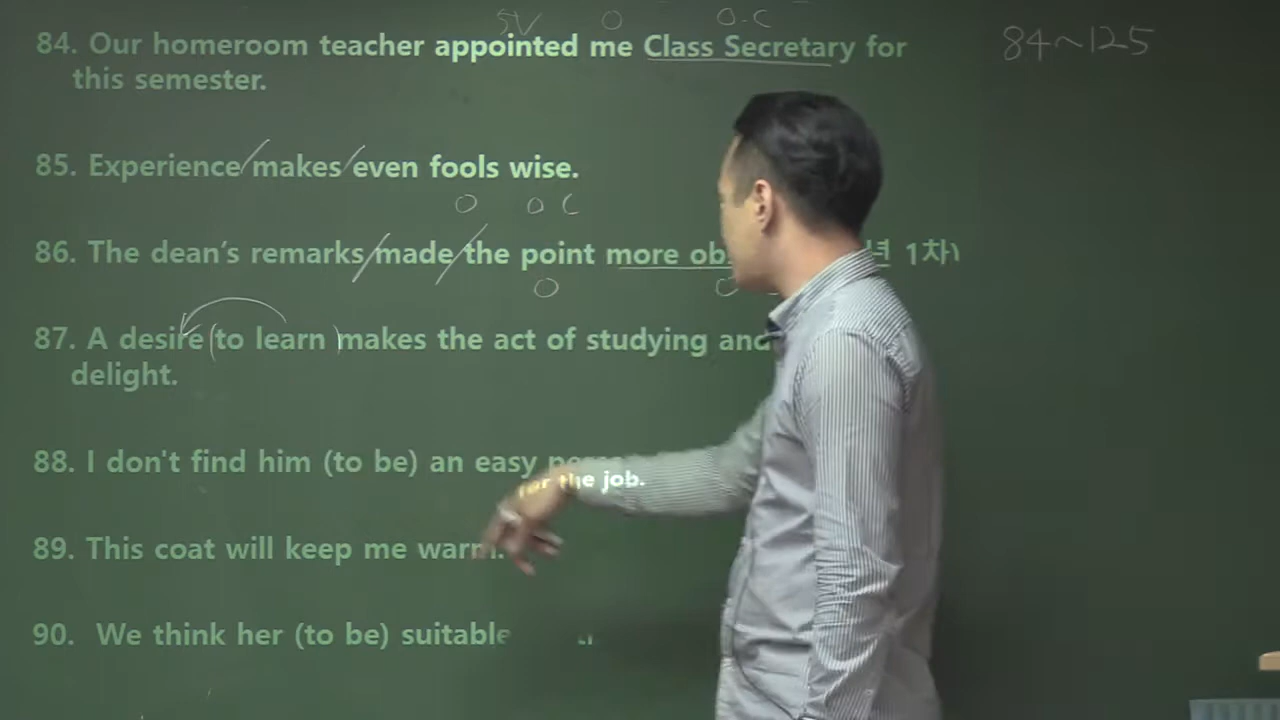 SV O O.C
84. Our homeroom teacher appointed me Class Secretary for 84~125
this semester.
85. Experience/makes/even fools wise.
O O C
86. The dean's remarks/made/the point more 1차)
O O
87. A desire (to learn) makes the act of studying and
delight.
88. I don't find him (to be) an easy
for the job.
89. This coat will keep me warm.
90. We think her (to be) suitable